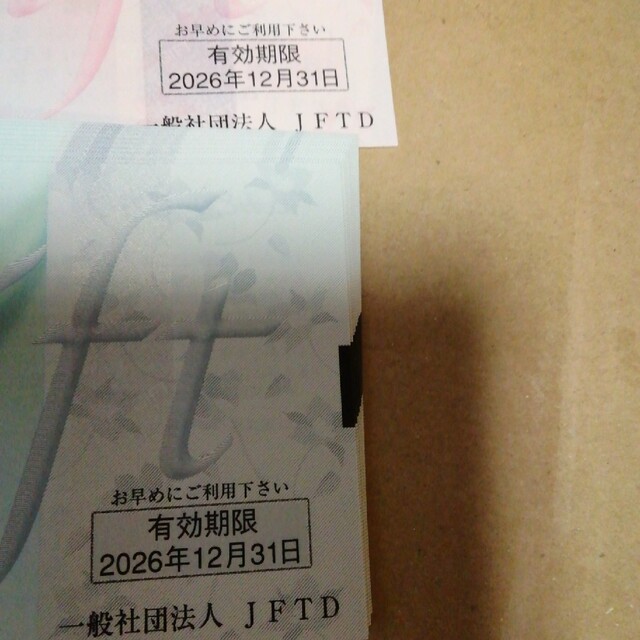 お早めにご利用下さい
有効期限
2026年12月31日
一般社団法人 JFTD
ft
お早めにご利用下さい
有効期限
2026年12月31日
一般社団法人 JFTD